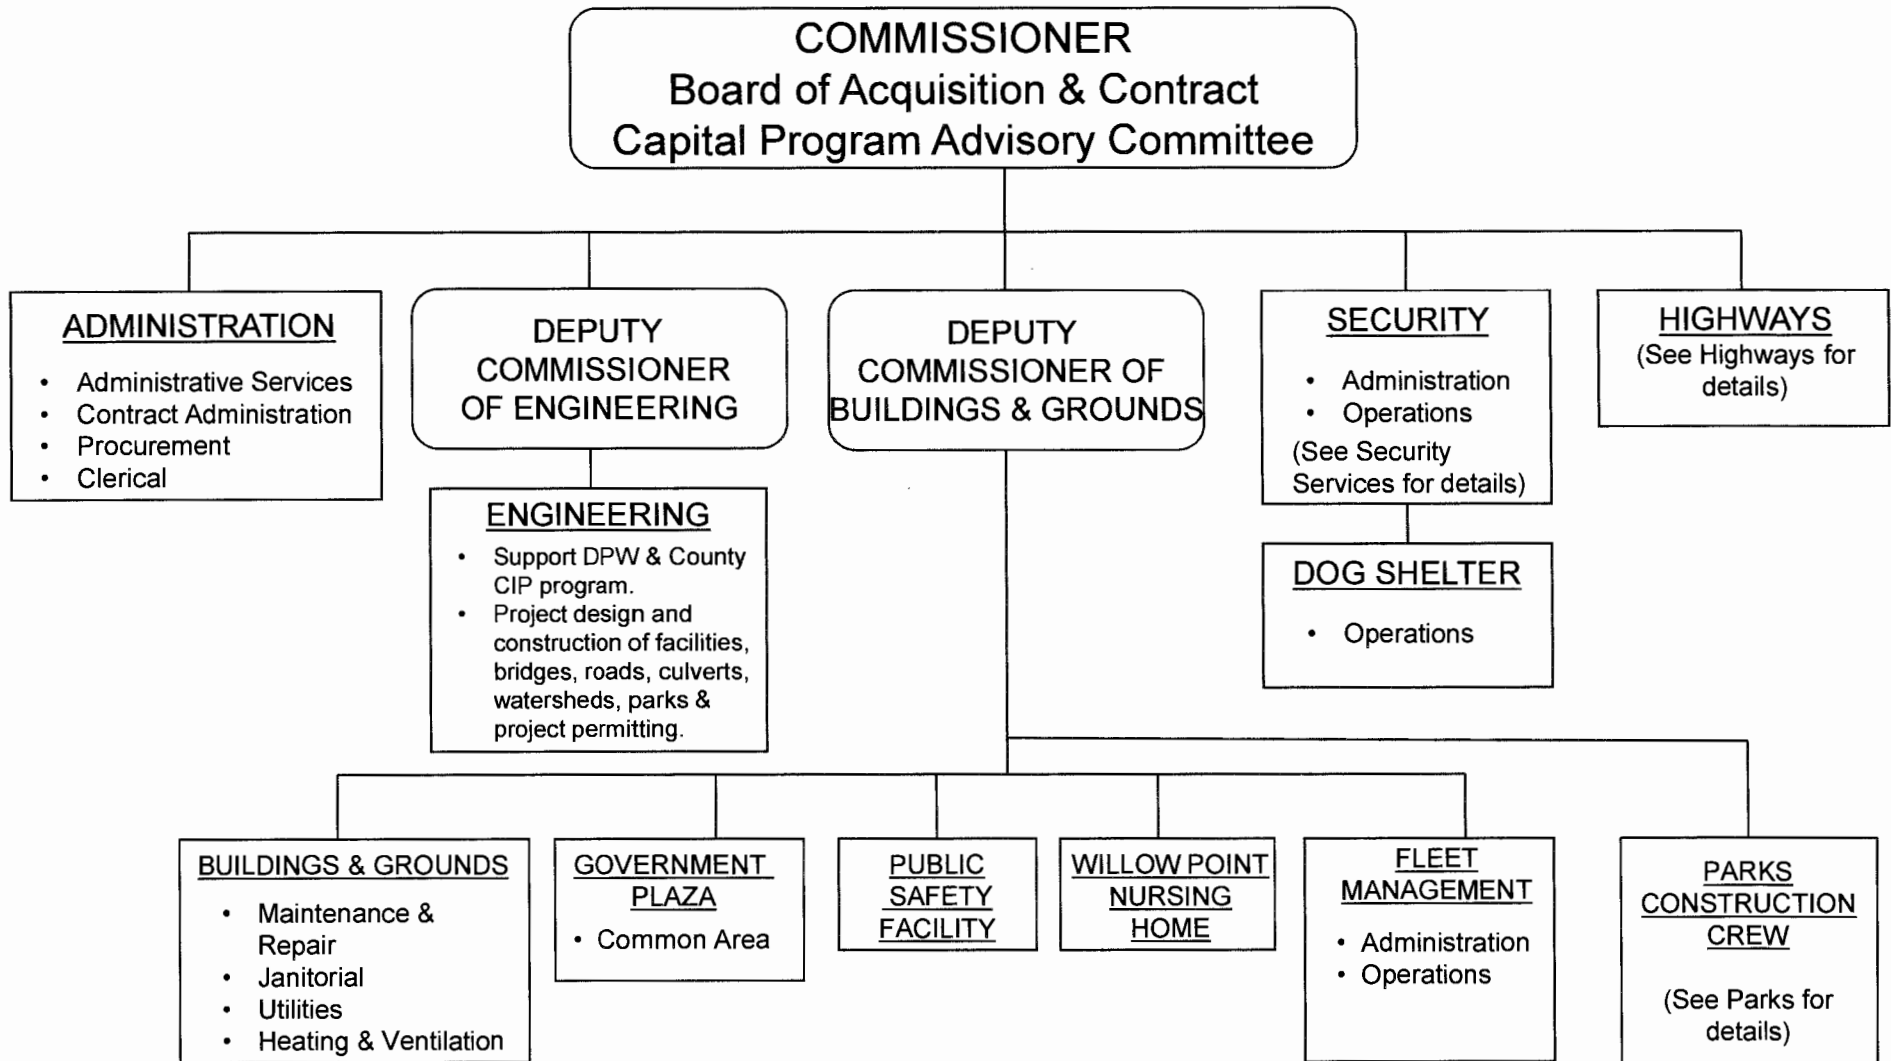 COMMISSIONER
Board of Acquisition & Contract
Capital Program Advisory Committee
ADMINISTRATION
• Administrative Services
• Contract Administration
• Procurement
• Clerical
DEPUTY
COMMISSIONER
OF ENGINEERING
DEPUTY
COMMISSIONER OF
BUILDINGS & GROUNDS
SECURITY
• Administration
• Operations
(See Security
Services for details)
HIGHWAYS
(See Highways for
details)
ENGINEERING
• Support DPW & County
CIP program.
• Project design and
construction of facilities,
bridges, roads, culverts,
watersheds, parks &
project permitting.
DOG SHELTER
• Operations
BUILDINGS & GROUNDS
• Maintenance &
Repair
• Janitorial
• Utilities
• Heating & Ventilation
GOVERNMENT
PLAZA
• Common Area
PUBLIC
SAFETY
FACILITY
WILLOW POINT
NURSING
HOME
FLEET
MANAGEMENT
• Administration
• Operations
PARKS
CONSTRUCTION
CREW
(See Parks for
details)